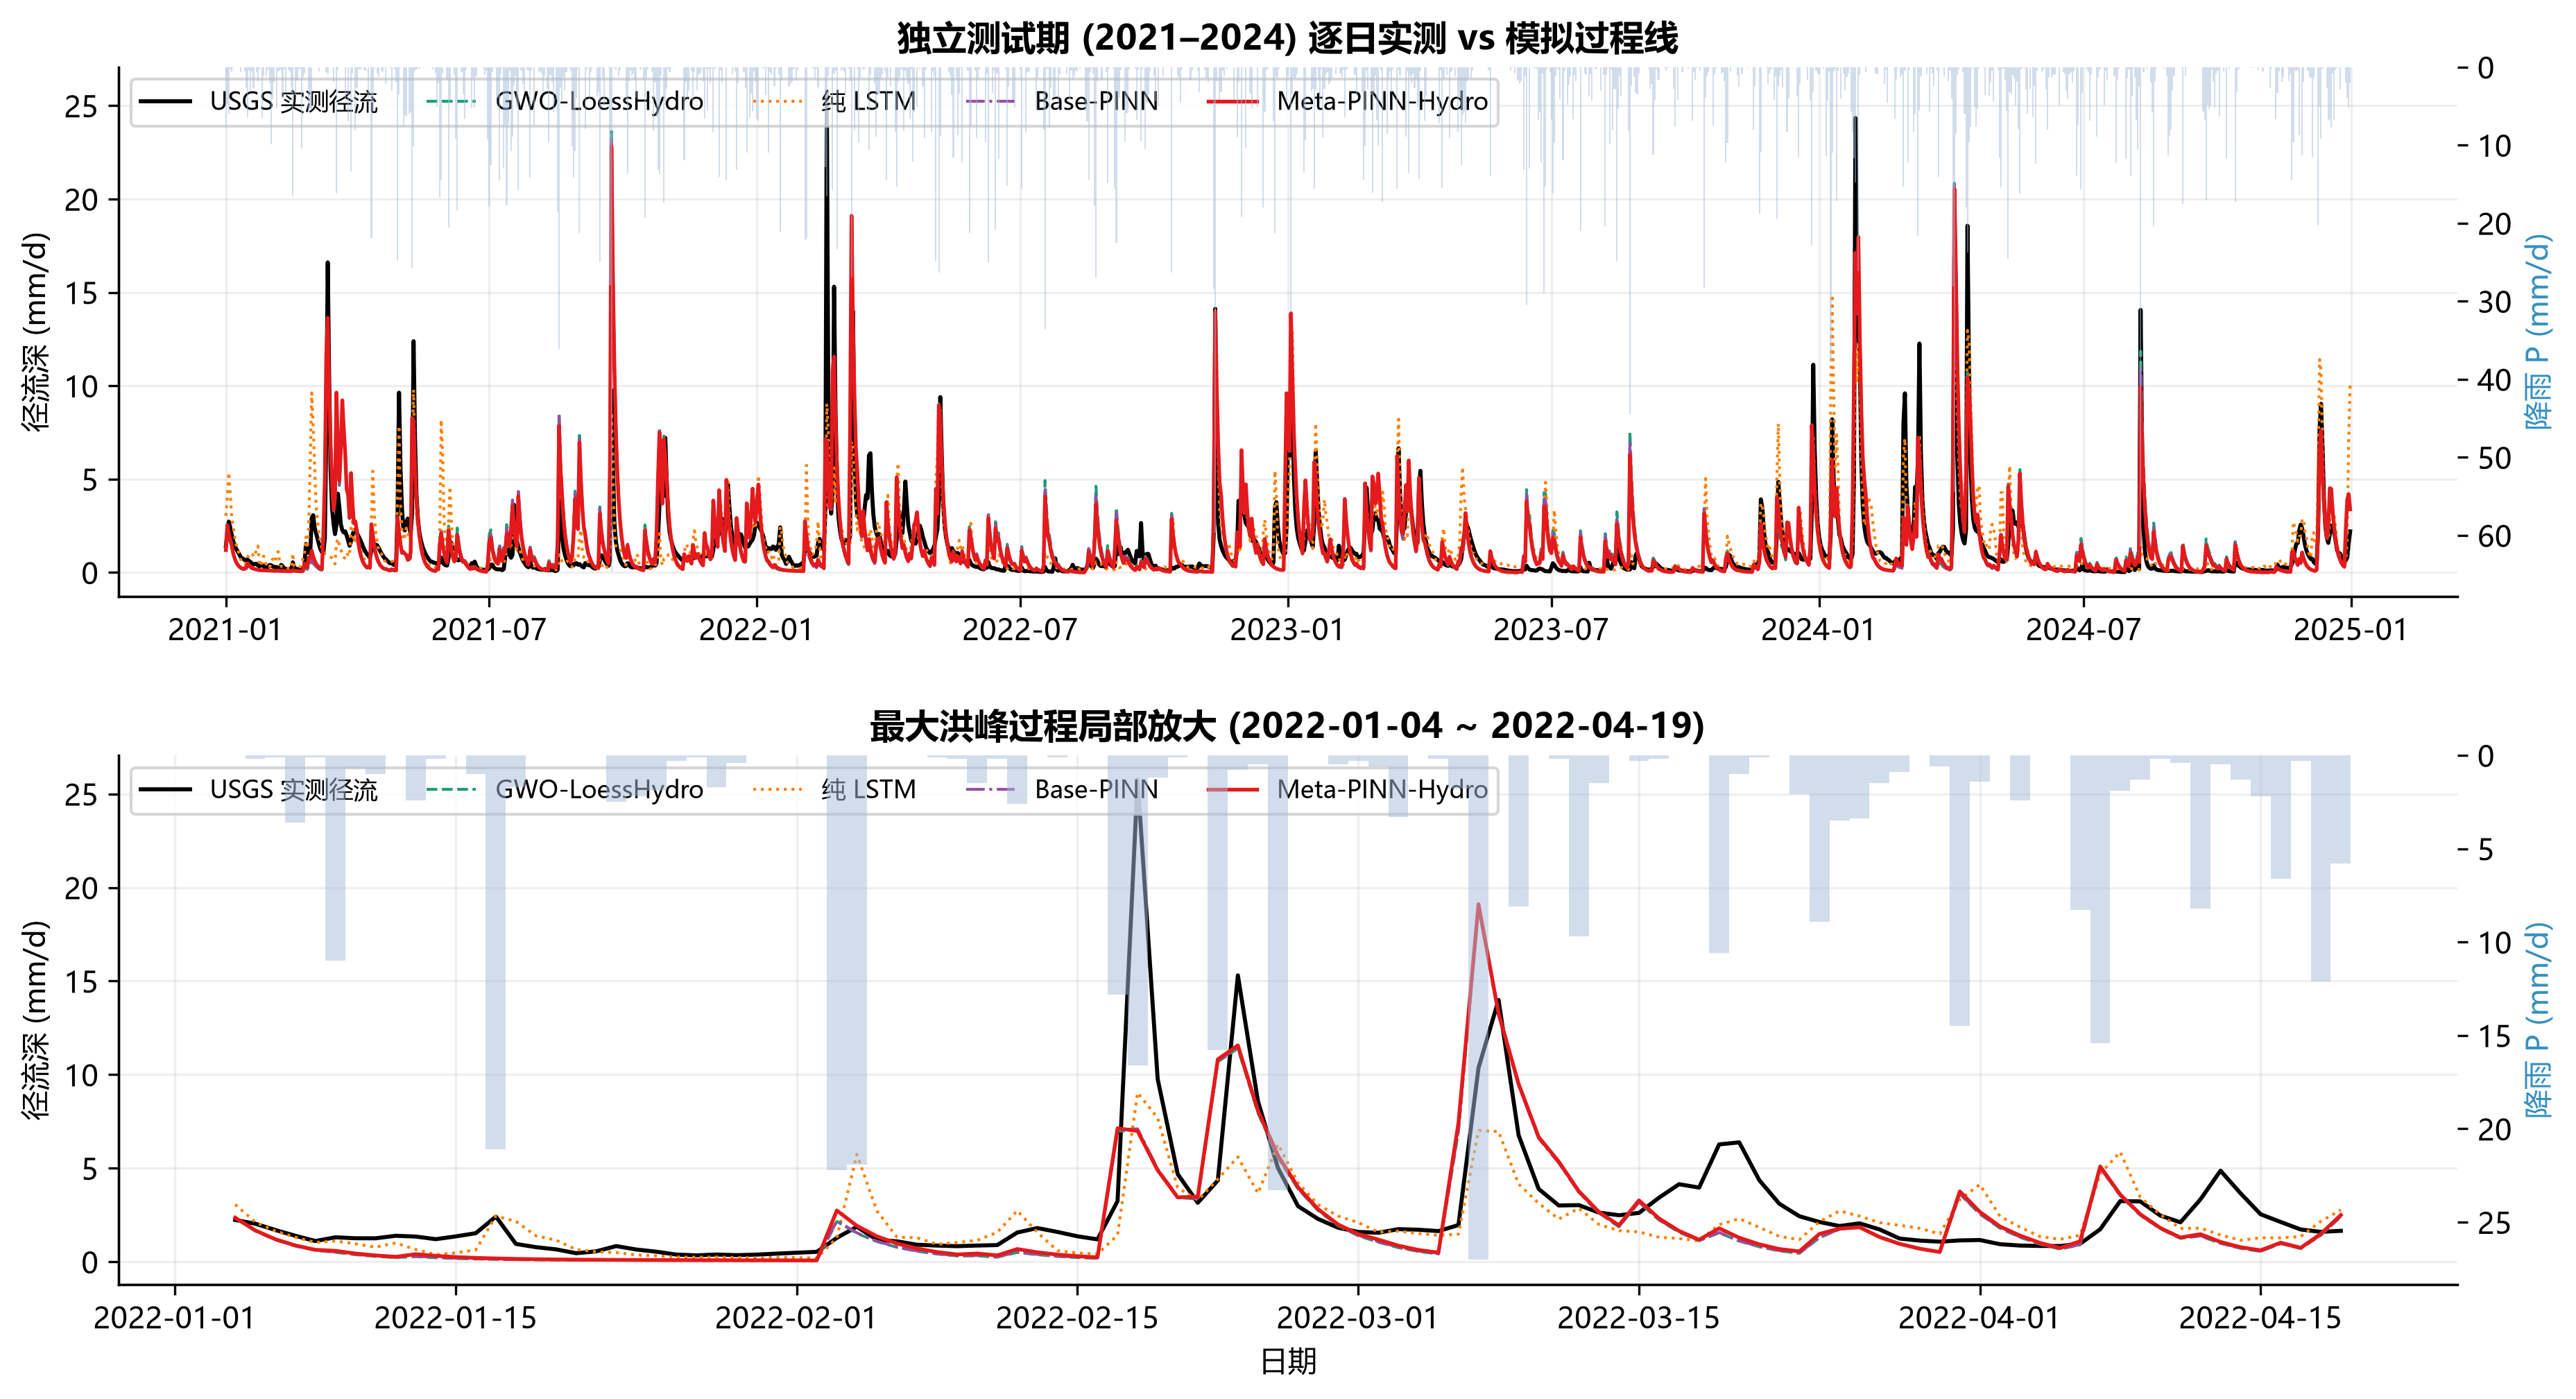 独立测试期 (2021–2024) 逐日实测 vs 模拟过程线
USGS 实测径流 GWO-LoessHydro 纯 LSTM Base-PINN Meta-PINN-Hydro
径流深 (mm/d)
25
20
15
10
5
0
0
10
20
30
40
50
60
降雨 P (mm/d)
2021-01 2021-07 2022-01 2022-07 2023-01 2023-07 2024-01 2024-07 2025-01
最大洪峰过程局部放大 (2022-01-04 ~ 2022-04-19)
USGS 实测径流 GWO-LoessHydro 纯 LSTM Base-PINN Meta-PINN-Hydro
径流深 (mm/d)
25
20
15
10
5
0
0
5
10
15
20
25
降雨 P (mm/d)
2022-01-01 2022-01-15 2022-02-01 2022-02-15 2022-03-01 2022-03-15 2022-04-01 2022-04-15
日期